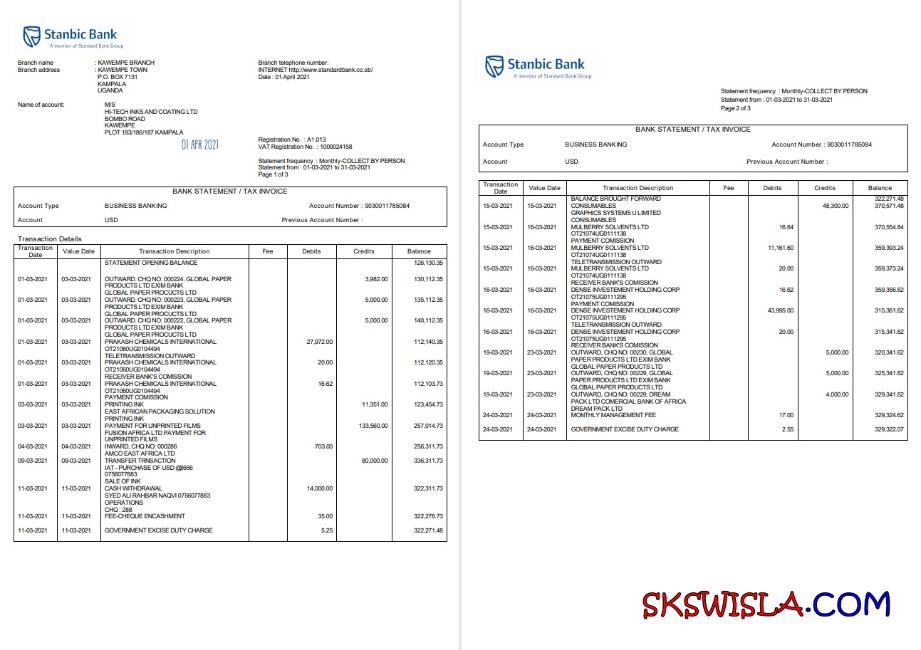 Stanbic Bank
A member of Standard Bank Group
Branch name : KAWEMPE BRANCH
Branch address : KAWEMPE TOWN
P.O. BOX 7131
KAMPALA
UGANDA
Branch telephone number:
INTERNET http://www.standardbank.co.ab/
Date : 01 April 2021
Name of account: M/S
HI-TECH INKS AND COATING LTD
BOMBO ROAD
KAWEMPE
PLOT 183/186/187 KAMPALA
01 APR 2021
Registration No. : A1.013
VAT Registration No. : 1000024158
Statement frequency : Monthly-COLLECT BY PERSON
Statement from : 01-03-2021 to 31-03-2021
Page 1 of 3
BANK STATEMENT / TAX INVOICE
Account Type BUSINESS BANKING Account Number : 9030011785084
Account USD Previous Account Number :
Transaction Details
Transaction Date Value Date Transaction Description Fee Debits Credits Balance
STATEMENT OPENING BALANCE 126,130.35
01-03-2021 03-03-2021 OUTWARD, CHQ NO: 000224, GLOBAL PAPER 3,982.00 130,112.35
PRODUCTS LTD EXIM BANK
GLOBAL PAPER PROCUCTS LTD
01-03-2021 03-03-2021 OUTWARD, CHQ NO: 000223, GLOBAL PAPER 5,000.00 135,112.35
PRODUCTS LTD EXIM BANK
GLOBAL PAPER PRODUCTS LTD
01-03-2021 03-03-2021 OUTWARD, CHQ NO: 000222, GLOBAL PAPER 5,000.00 140,112.35
PRODUCTS LTD EXIM BANK
GLOBAL PAPER PRODUCTS LTD
01-03-2021 03-03-2021 PRAKASH CHEMICALS INTERNATIONAL 27,972.00 112,140.35
OT21060UG0104494
TELETRANSMISSION OUTWARD
01-03-2021 03-03-2021 PRAKASH CHEMICALS INTERNATIONAL 20.00 112,120.35
OT21060UG0104494
RECEIVER BANK'S COMISSION
01-03-2021 03-03-2021 PRAKASH CHEMICALS INTERNATIONAL 16.62 112,103.73
OT21060UG0104494
PAYMENT COMISSION
03-03-2021 03-03-2021 PRINTING INK 11,351.00 123,454.73
EAST AFRICAN PACKAGING SOLUTION
PRINTING INK
03-03-2021 03-03-2021 PAYMENT FOR UNPRINTED FILMS 133,560.00 257,014.73
FUSION AFRICA LTD PAYMENT FOR
UNPRINTED FILMS
04-03-2021 04-03-2021 INWARD, CHQ NO: 000286 703.00 256,311.73
AMCO EAST AFRICA LTD
09-03-2021 09-03-2021 TRANSFER TRNSACTION 80,000.00 336,311.73
IAT - PURCHASE OF USD @3666
0756077883
SALE OF INK
11-03-2021 11-03-2021 CASH WITHDRAWAL 14,000.00 322,311.73
SYED ALI RAHBAR NAQVI 0756077883
OPERATIONS
CHQ : 288
11-03-2021 11-03-2021 FEE-CHEQUE ENCASHMENT 35.00 322,276.73
11-03-2021 11-03-2021 GOVERNMENT EXCISE DUTY CHARGE 5.25 322,271.48
Stanbic Bank
A member of Standard Bank Group
Statement frequency : Monthly-COLLECT BY PERSON
Statement from : 01-03-2021 to 31-03-2021
Page 2 of 3
BANK STATEMENT / TAX INVOICE
Account Type BUSINESS BANKING Account Number : 9030011785084
Account USD Previous Account Number :
Transaction Date Value Date Transaction Description Fee Debits Credits Balance
BALANCE BROUGHT FORWARD 322,271.48
15-03-2021 15-03-2021 CONSUMABLES 48,300.00 370,571.48
GRAPHICS SYSTEMS U LIMITED
CONSUMABLES
15-03-2021 16-03-2021 MULBERRY SOLVENTS LTD 16.64 370,554.84
OT21074UG0111138
PAYMENT COMISSION
15-03-2021 16-03-2021 MULBERRY SOLVENTS LTD 11,161.60 359,393.24
OT21074UG0111138
TELETRANSMISSION OUTWARD
15-03-2021 16-03-2021 MULBERRY SOLVENTS LTD 20.00 359,373.24
OT21074UG0111138
RECEIVER BANK'S COMISSION
16-03-2021 16-03-2021 DENSE INVESTEMENT HOLDING CORP 16.62 359,356.62
OT21075UG0111295
PAYMENT COMISSION
16-03-2021 16-03-2021 DENSE INVESTEMENT HOLDING CORP 43,995.00 315,361.62
OT21075UG0111295
TELETRANSMISSION OUTWARD
16-03-2021 16-03-2021 DENSE INVESTEMENT HOLDING CORP 20.00 315,341.62
OT21075UG0111295
RECEIVER BANK'S COMISSION
19-03-2021 23-03-2021 OUTWARD, CHQ NO: 00230, GLOBAL 5,000.00 320,341.62
PAPER PRODUCTS LTD EXIM BANK
GLOBAL PAPER PRODUCTS LTD
19-03-2021 23-03-2021 OUTWARD, CHQ NO: 00229, GLOBAL 5,000.00 325,341.62
PAPER PRODUCTS LTD EXIM BANK
GLOBAL PAPER PRODUCTS LTD
19-03-2021 23-03-2021 OUTWARD, CHQ NO: 00229, DREAM 4,000.00 329,341.62
PACK LTD COMERCIAL BANK OF AFRICA
DREAM PACK LTD
24-03-2021 24-03-2021 MONTHLY MANAGEMENT FEE 17.00 329,324.62
24-03-2021 24-03-2021 GOVERNMENT EXCISE DUTY CHARGE 2.55 329,322.07
SKSWISLA.COM